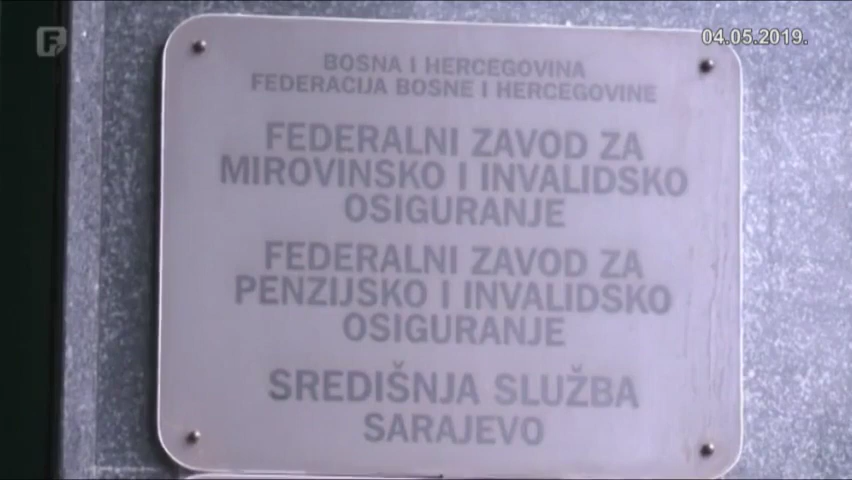 F
04.05.2019.
BOSNA I HERCEGOVINA
FEDERACIJA BOSNE I HERCEGOVINE
FEDERALNI ZAVOD ZA
MIROVINSKO I INVALIDSKO
OSIGURANJE
FEDERALNI ZAVOD ZA
PENZIJSKO I INVALIDSKO
OSIGURANJE
SREDIŠNJA SLUŽBA
SARAJEVO